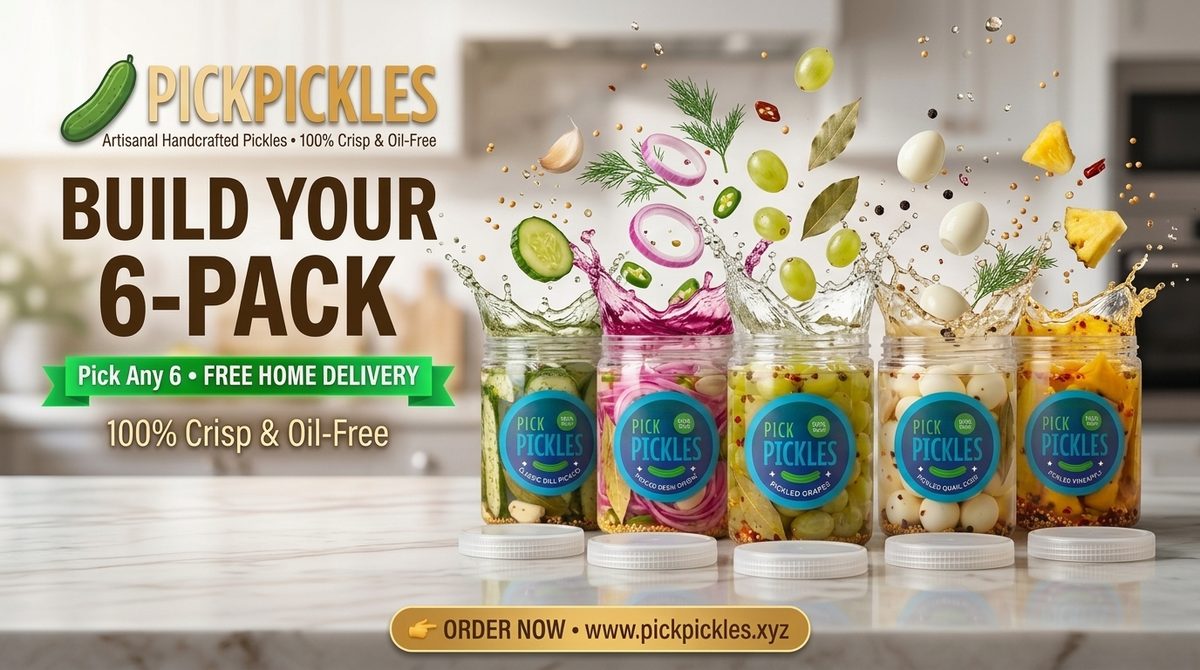 PICKPICKLES
Artisanal Handcrafted Pickles • 100% Crisp & Oil-Free
BUILD YOUR
6-PACK
Pick Any 6 • FREE HOME DELIVERY
100% Crisp & Oil-Free
PICK
PICKLES
PICK
PICKLES
PICK
PICKLES
PICKLED GRAPES
PICK
PICKLES
PICK
PICKLES
👉 ORDER NOW • www.pickpickles.xyz